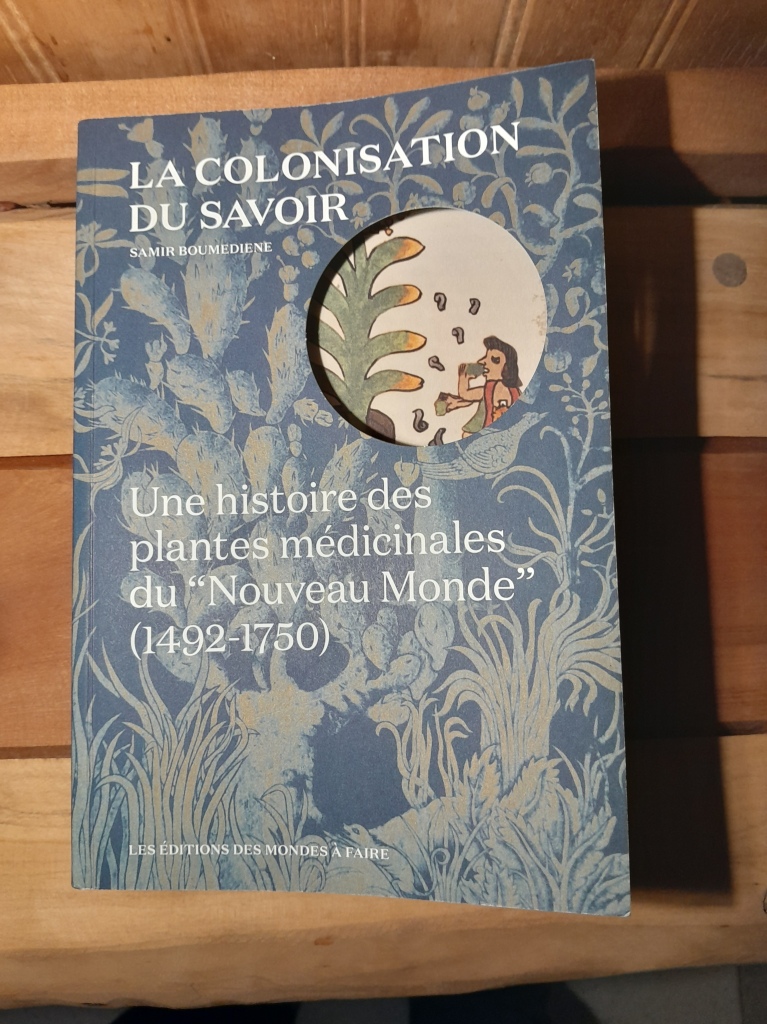 LA COLONISATION
DU SAVOIR
SAMIR BOUMEDIENE
Une histoire des
plantes médicinales
du “Nouveau Monde”
(1492-1750)
LES ÉDITIONS DES MONDES À FAIRE